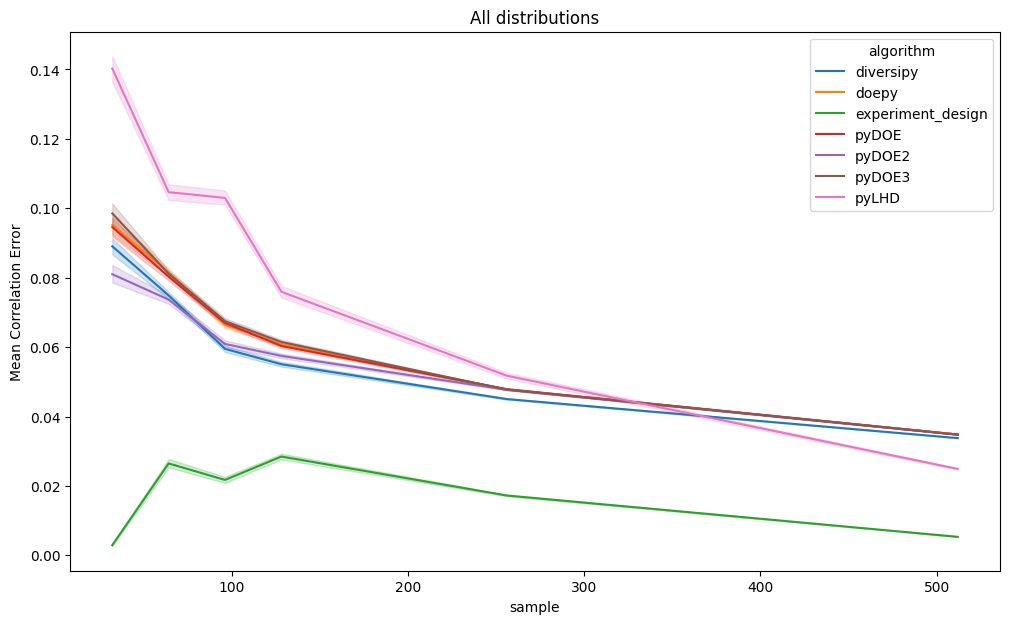 All distributions
Mean Correlation Error
0.14
0.12
0.10
0.08
0.06
0.04
0.02
0.00
algorithm
diversipy
doepy
experiment_design
pyDOE
pyDOE2
pyDOE3
pyLHD
100
200
300
400
500
sample